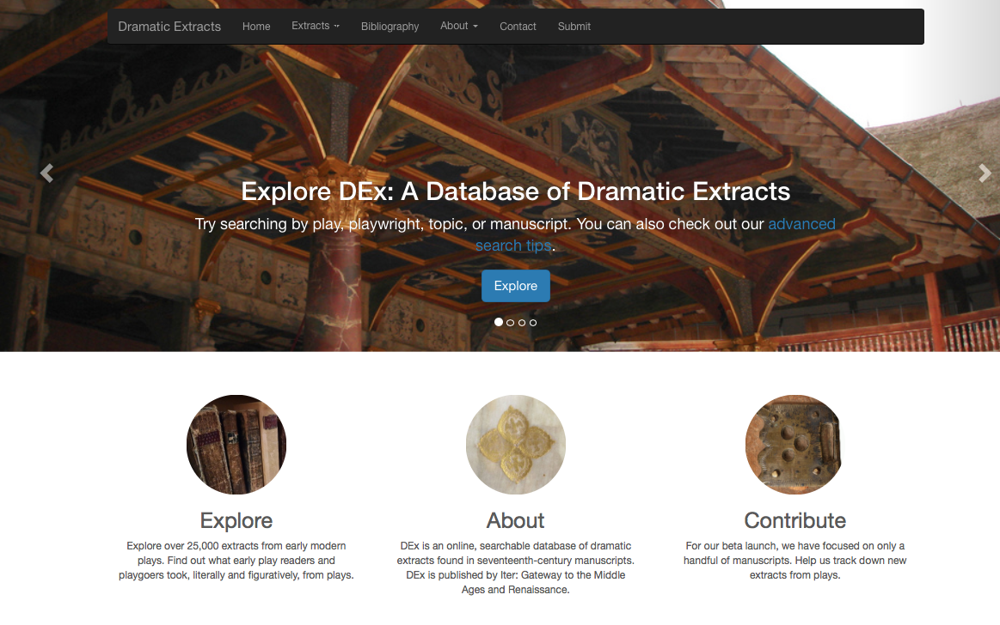 Dramatic Extracts Home Extracts About Bibliography Contact Submit
Explore DEx: A Database of Dramatic Extracts
Try searching by play, playwright, topic, or manuscript. You can also check out our advanced
search tips.
Explore
Explore
Explore over 25,000 extracts from early modern
plays. Find out what early play readers and
playgoers took, literally and figuratively, from plays.
About
DEx is an online, searchable database of dramatic
extracts found in seventeenth-century manuscripts.
DEx is published by Iter: Gateway to the Middle
Ages and Renaissance.
Contribute
For our beta launch, we have focused on only a
handful of manuscripts. Help us track down new
extracts from plays.